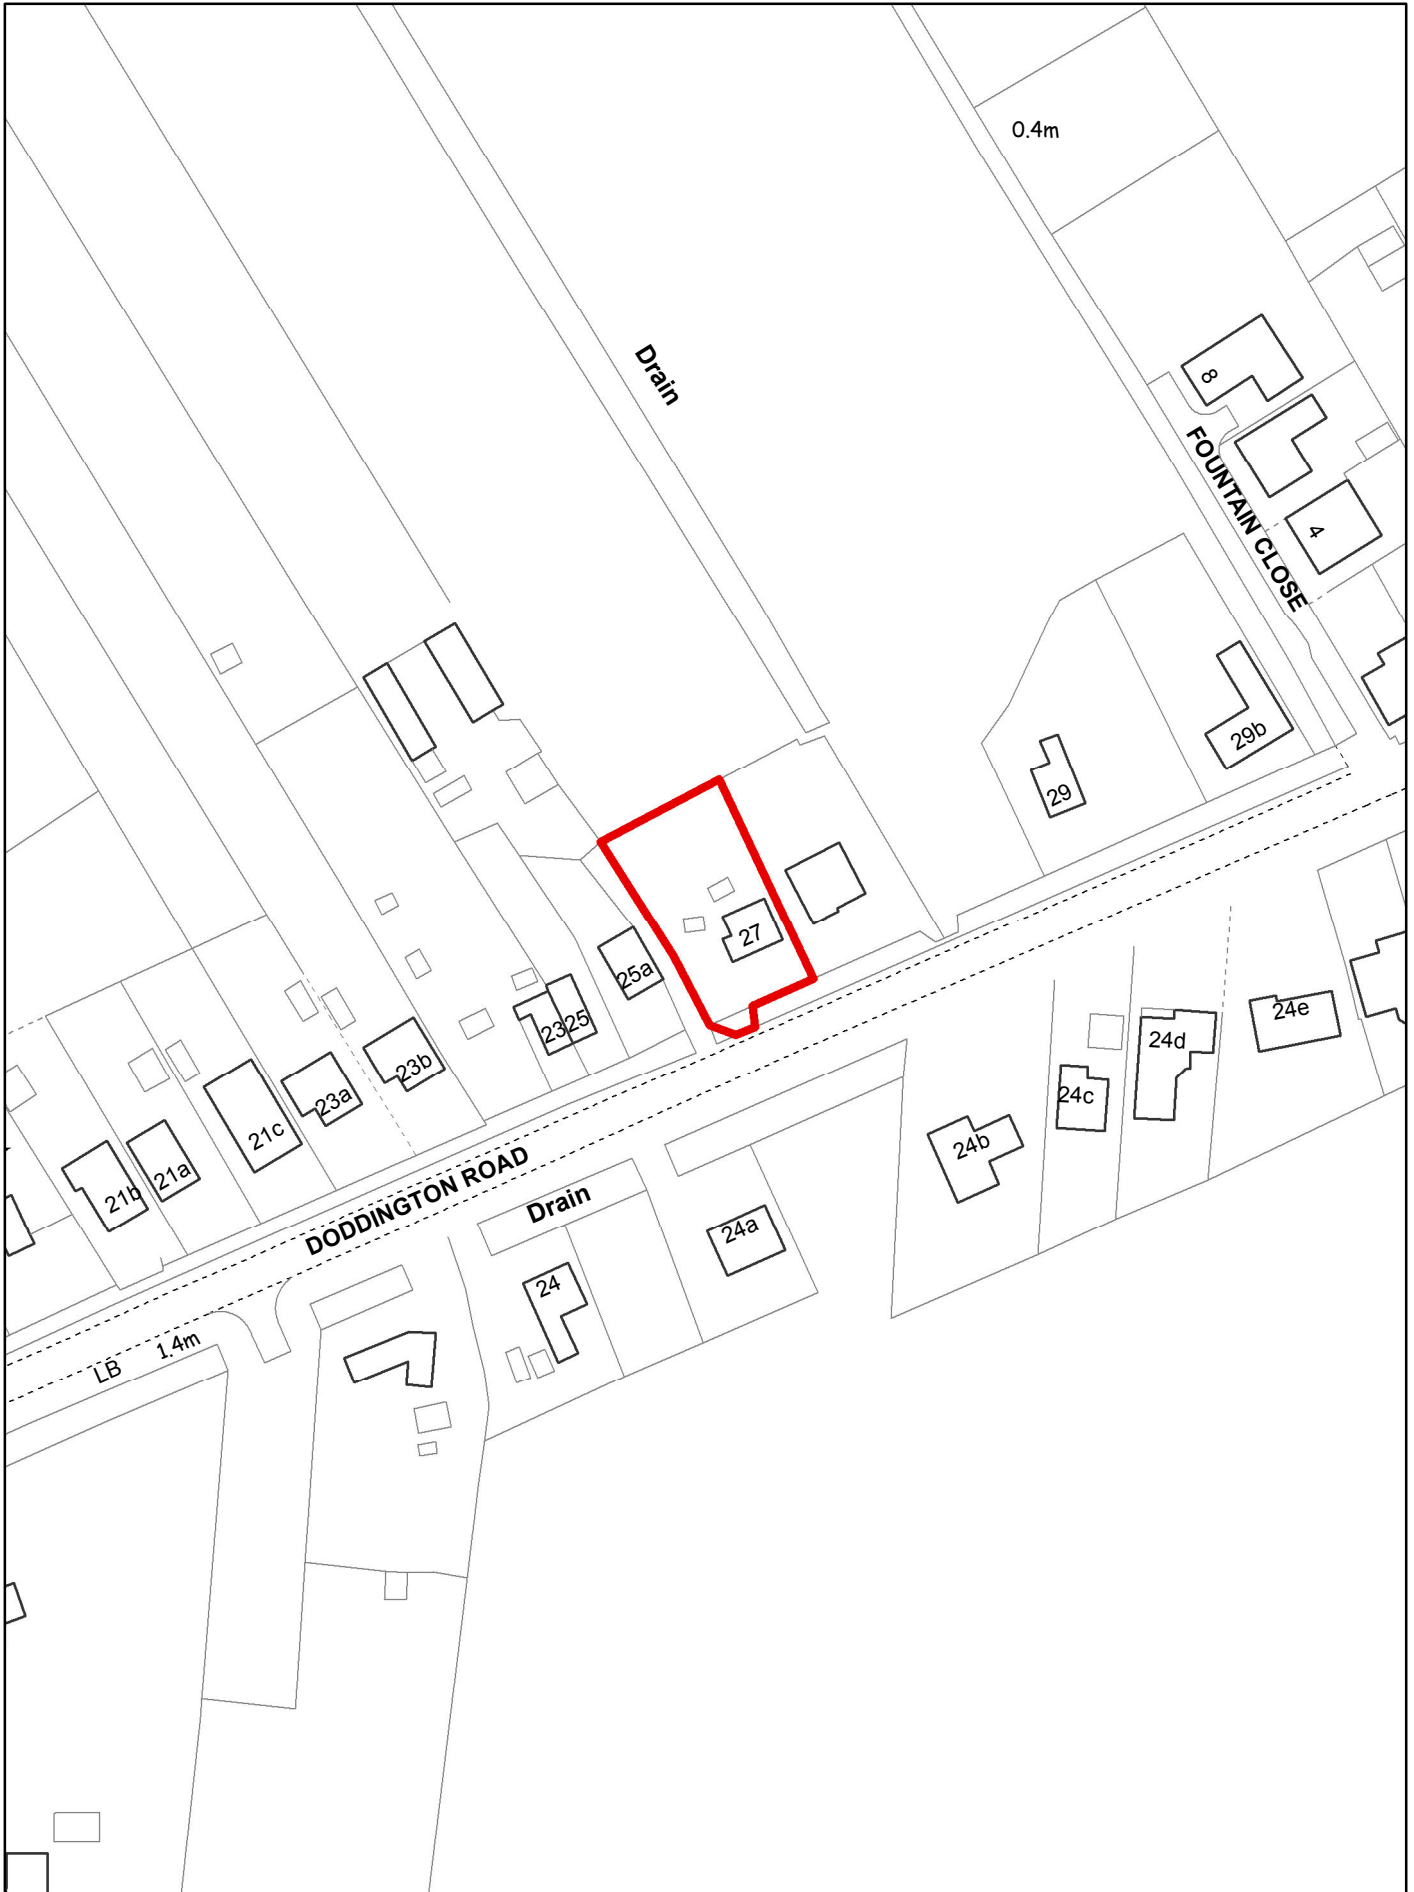 0.4m
Drain
8
FOUNTAIN CLOSE
4
29b
29
27
25a
23
25
23b
23a
21c
21a
21b
24e
24d
24c
24b
DODDINGTON ROAD
Drain
24a
24
1.4m
LB